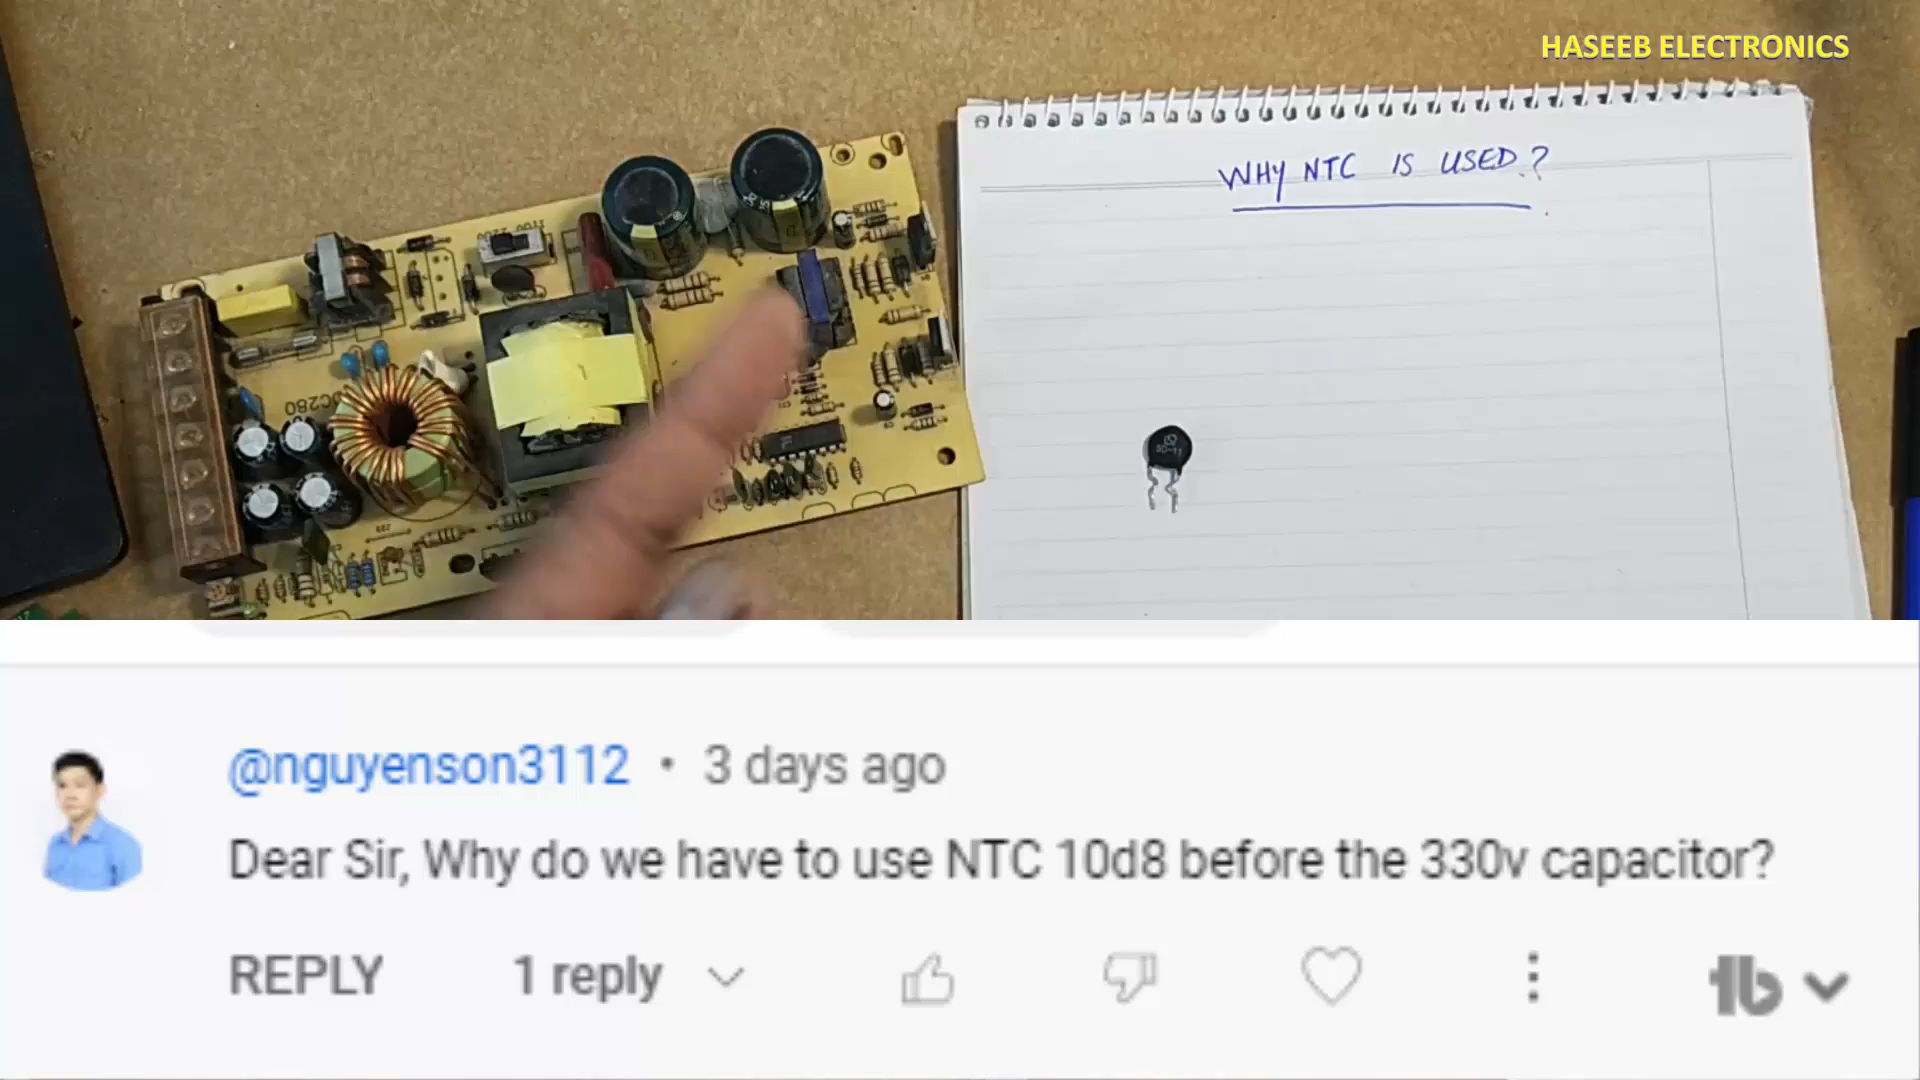 HASEEB ELECTRONICS
WHY NTC IS USED?
@nguyenson3112 • 3 days ago
Dear Sir, Why do we have to use NTC 10d8 before the 330v capacitor?
REPLY
1 reply